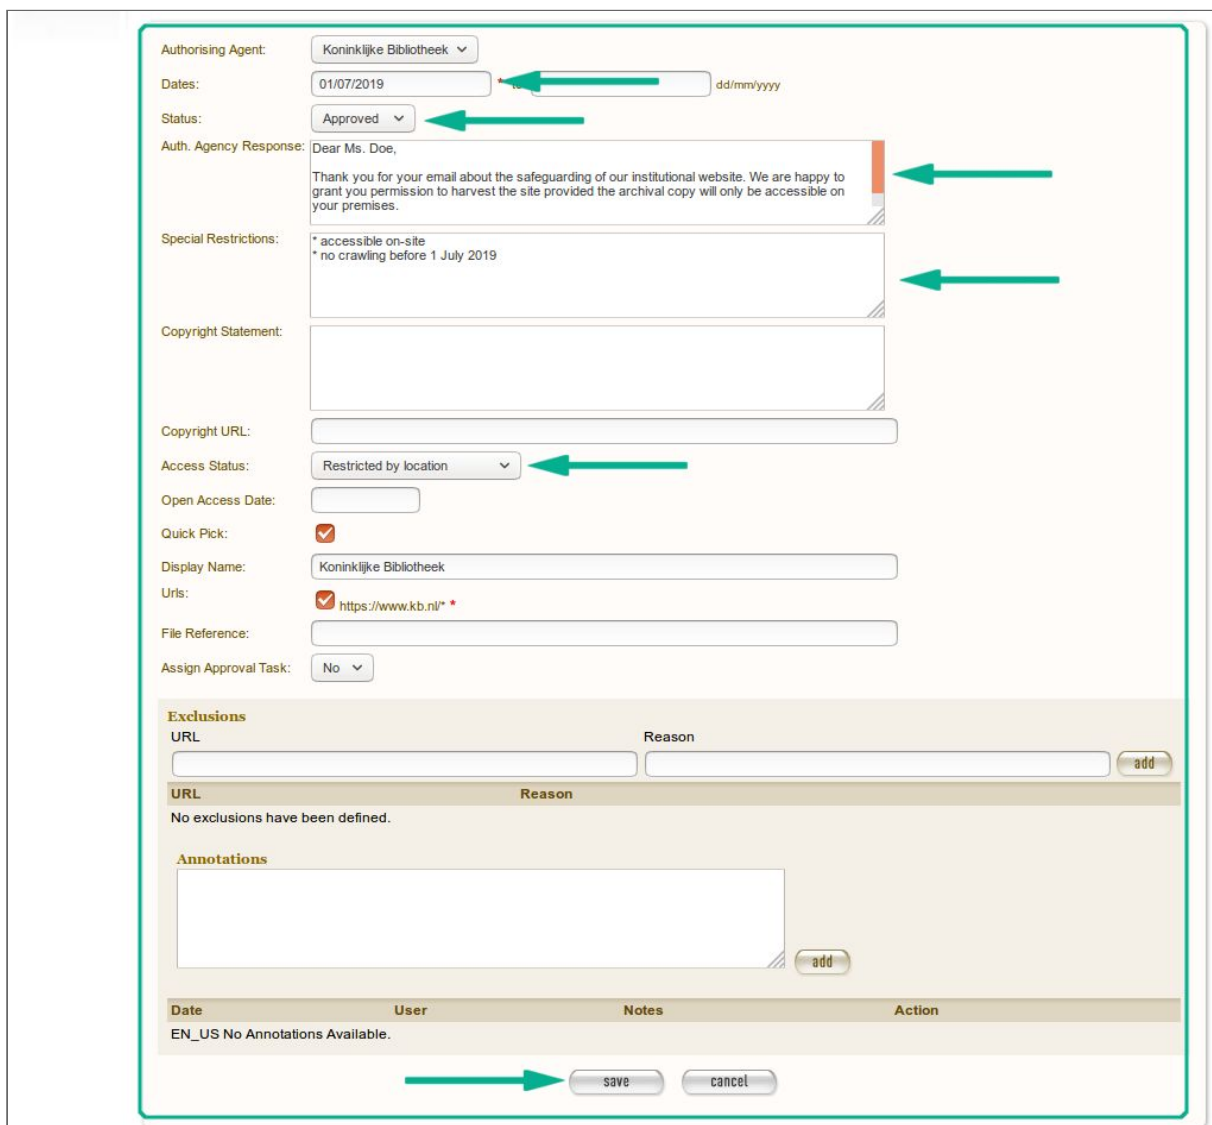 Authorising Agent: Koninklijke Bibliotheek
Dates: 01/07/2019 * to dd/mm/yyyy
Status: Approved
Auth. Agency Response: Dear Ms. Doe,
Thank you for your email about the safeguarding of our institutional website. We are happy to
grant you permission to harvest the site provided the archival copy will only be accessible on
your premises.
Special Restrictions: * accessible on-site
* no crawling before 1 July 2019
Copyright Statement:
Copyright URL:
Access Status: Restricted by location
Open Access Date:
Quick Pick:
Display Name: Koninklijke Bibliotheek
Urls: https://www.kb.nl/* *
File Reference:
Assign Approval Task: No
Exclusions
URL Reason
add
URL Reason
No exclusions have been defined.
Annotations
add
Date User Notes Action
EN_US No Annotations Available.
save cancel